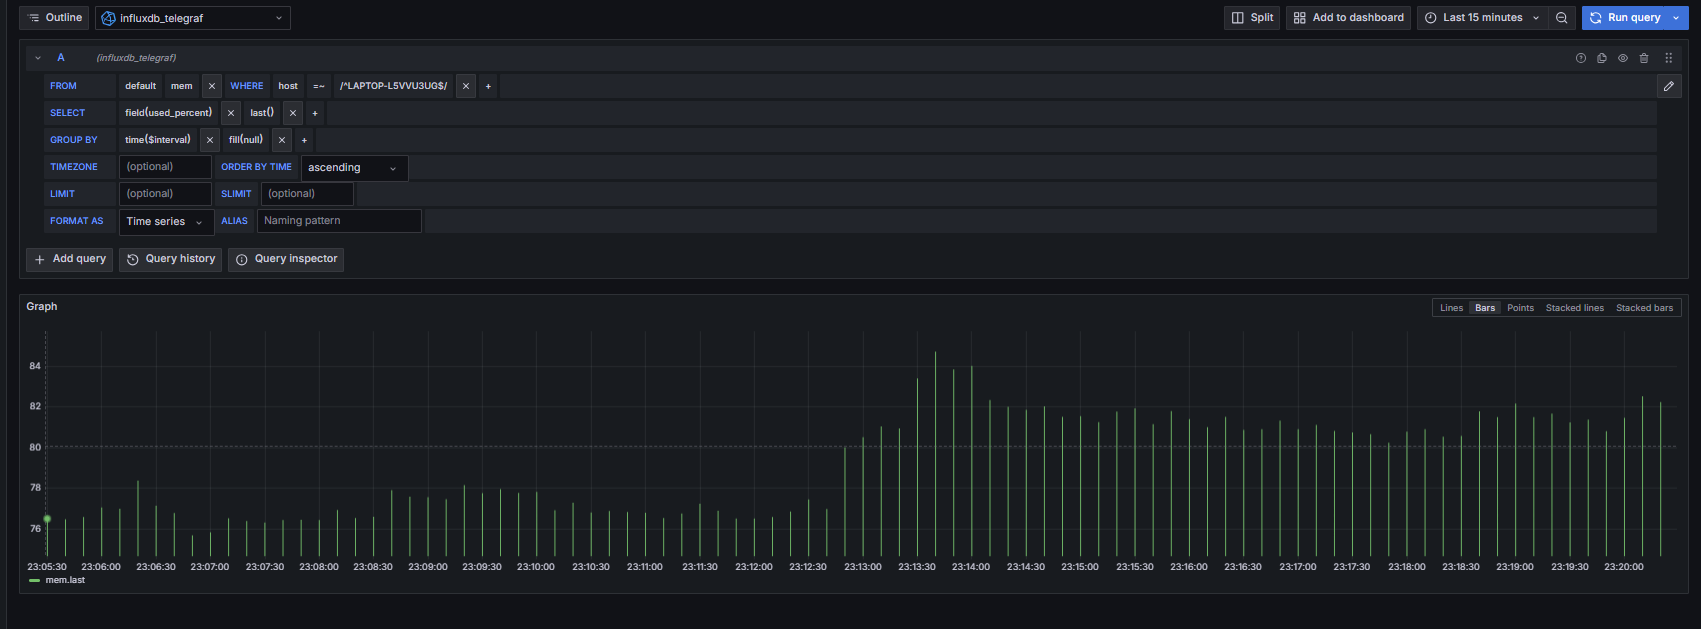 Outline influxdb_telegraf Split Add to dashboard Last 15 minutes Run query
A (influxdb_telegraf)
FROM default mem × WHERE host =~ /^LAPTOP-L5VVU3UG$/ × +
SELECT field(used_percent) × last() × +
GROUP BY time($interval) × fill(null) × +
TIMEZONE (optional) ORDER BY TIME ascending
LIMIT (optional) SLIMIT (optional)
FORMAT AS Time series ALIAS Naming pattern
+ Add query Query history Query inspector
Graph Lines Bars Points Stacked lines Stacked bars
84
82
80
78
76
23:05:30 23:06:00 23:06:30 23:07:00 23:07:30 23:08:00 23:08:30 23:09:00 23:09:30 23:10:00 23:10:30 23:11:00 23:11:30 23:12:00 23:12:30 23:13:00 23:13:30 23:14:00 23:14:30 23:15:00 23:15:30 23:16:00 23:16:30 23:17:00 23:17:30 23:18:00 23:18:30 23:19:00 23:19:30 23:20:00
mem.last